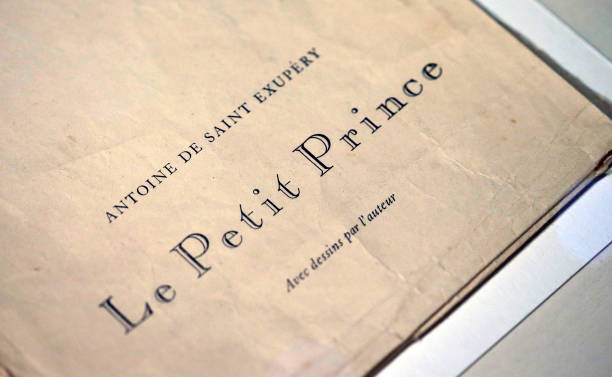 ANTOINE DE SAINT EXUPÉRY
Le Petit Prince
Avec dessins par l'auteur